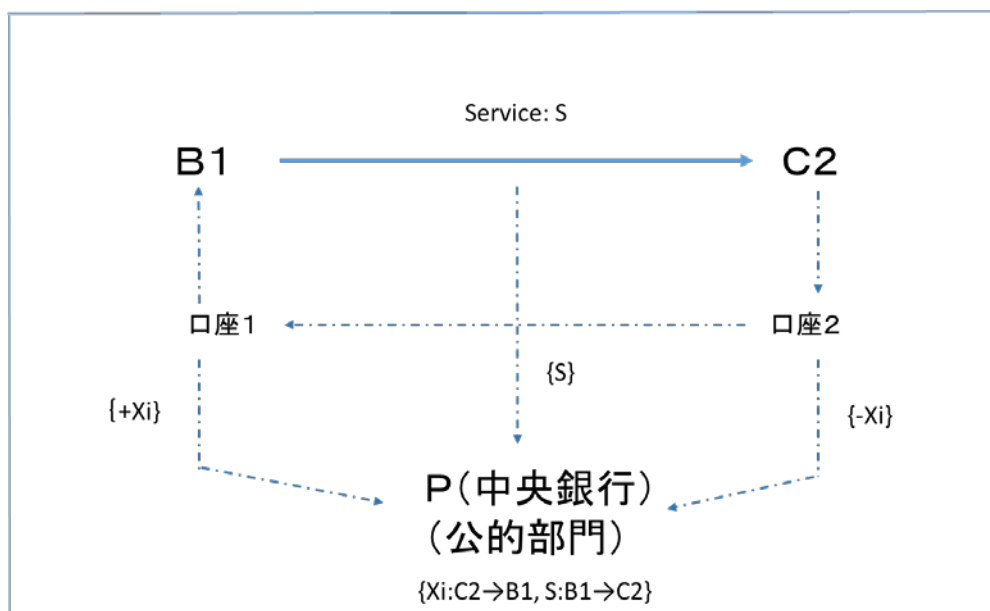 Service: S
B1
C2
口座1
口座2
{S}
{+Xi}
{-Xi}
P(中央銀行)
(公的部門)
{Xi:C2→B1, S:B1→C2}